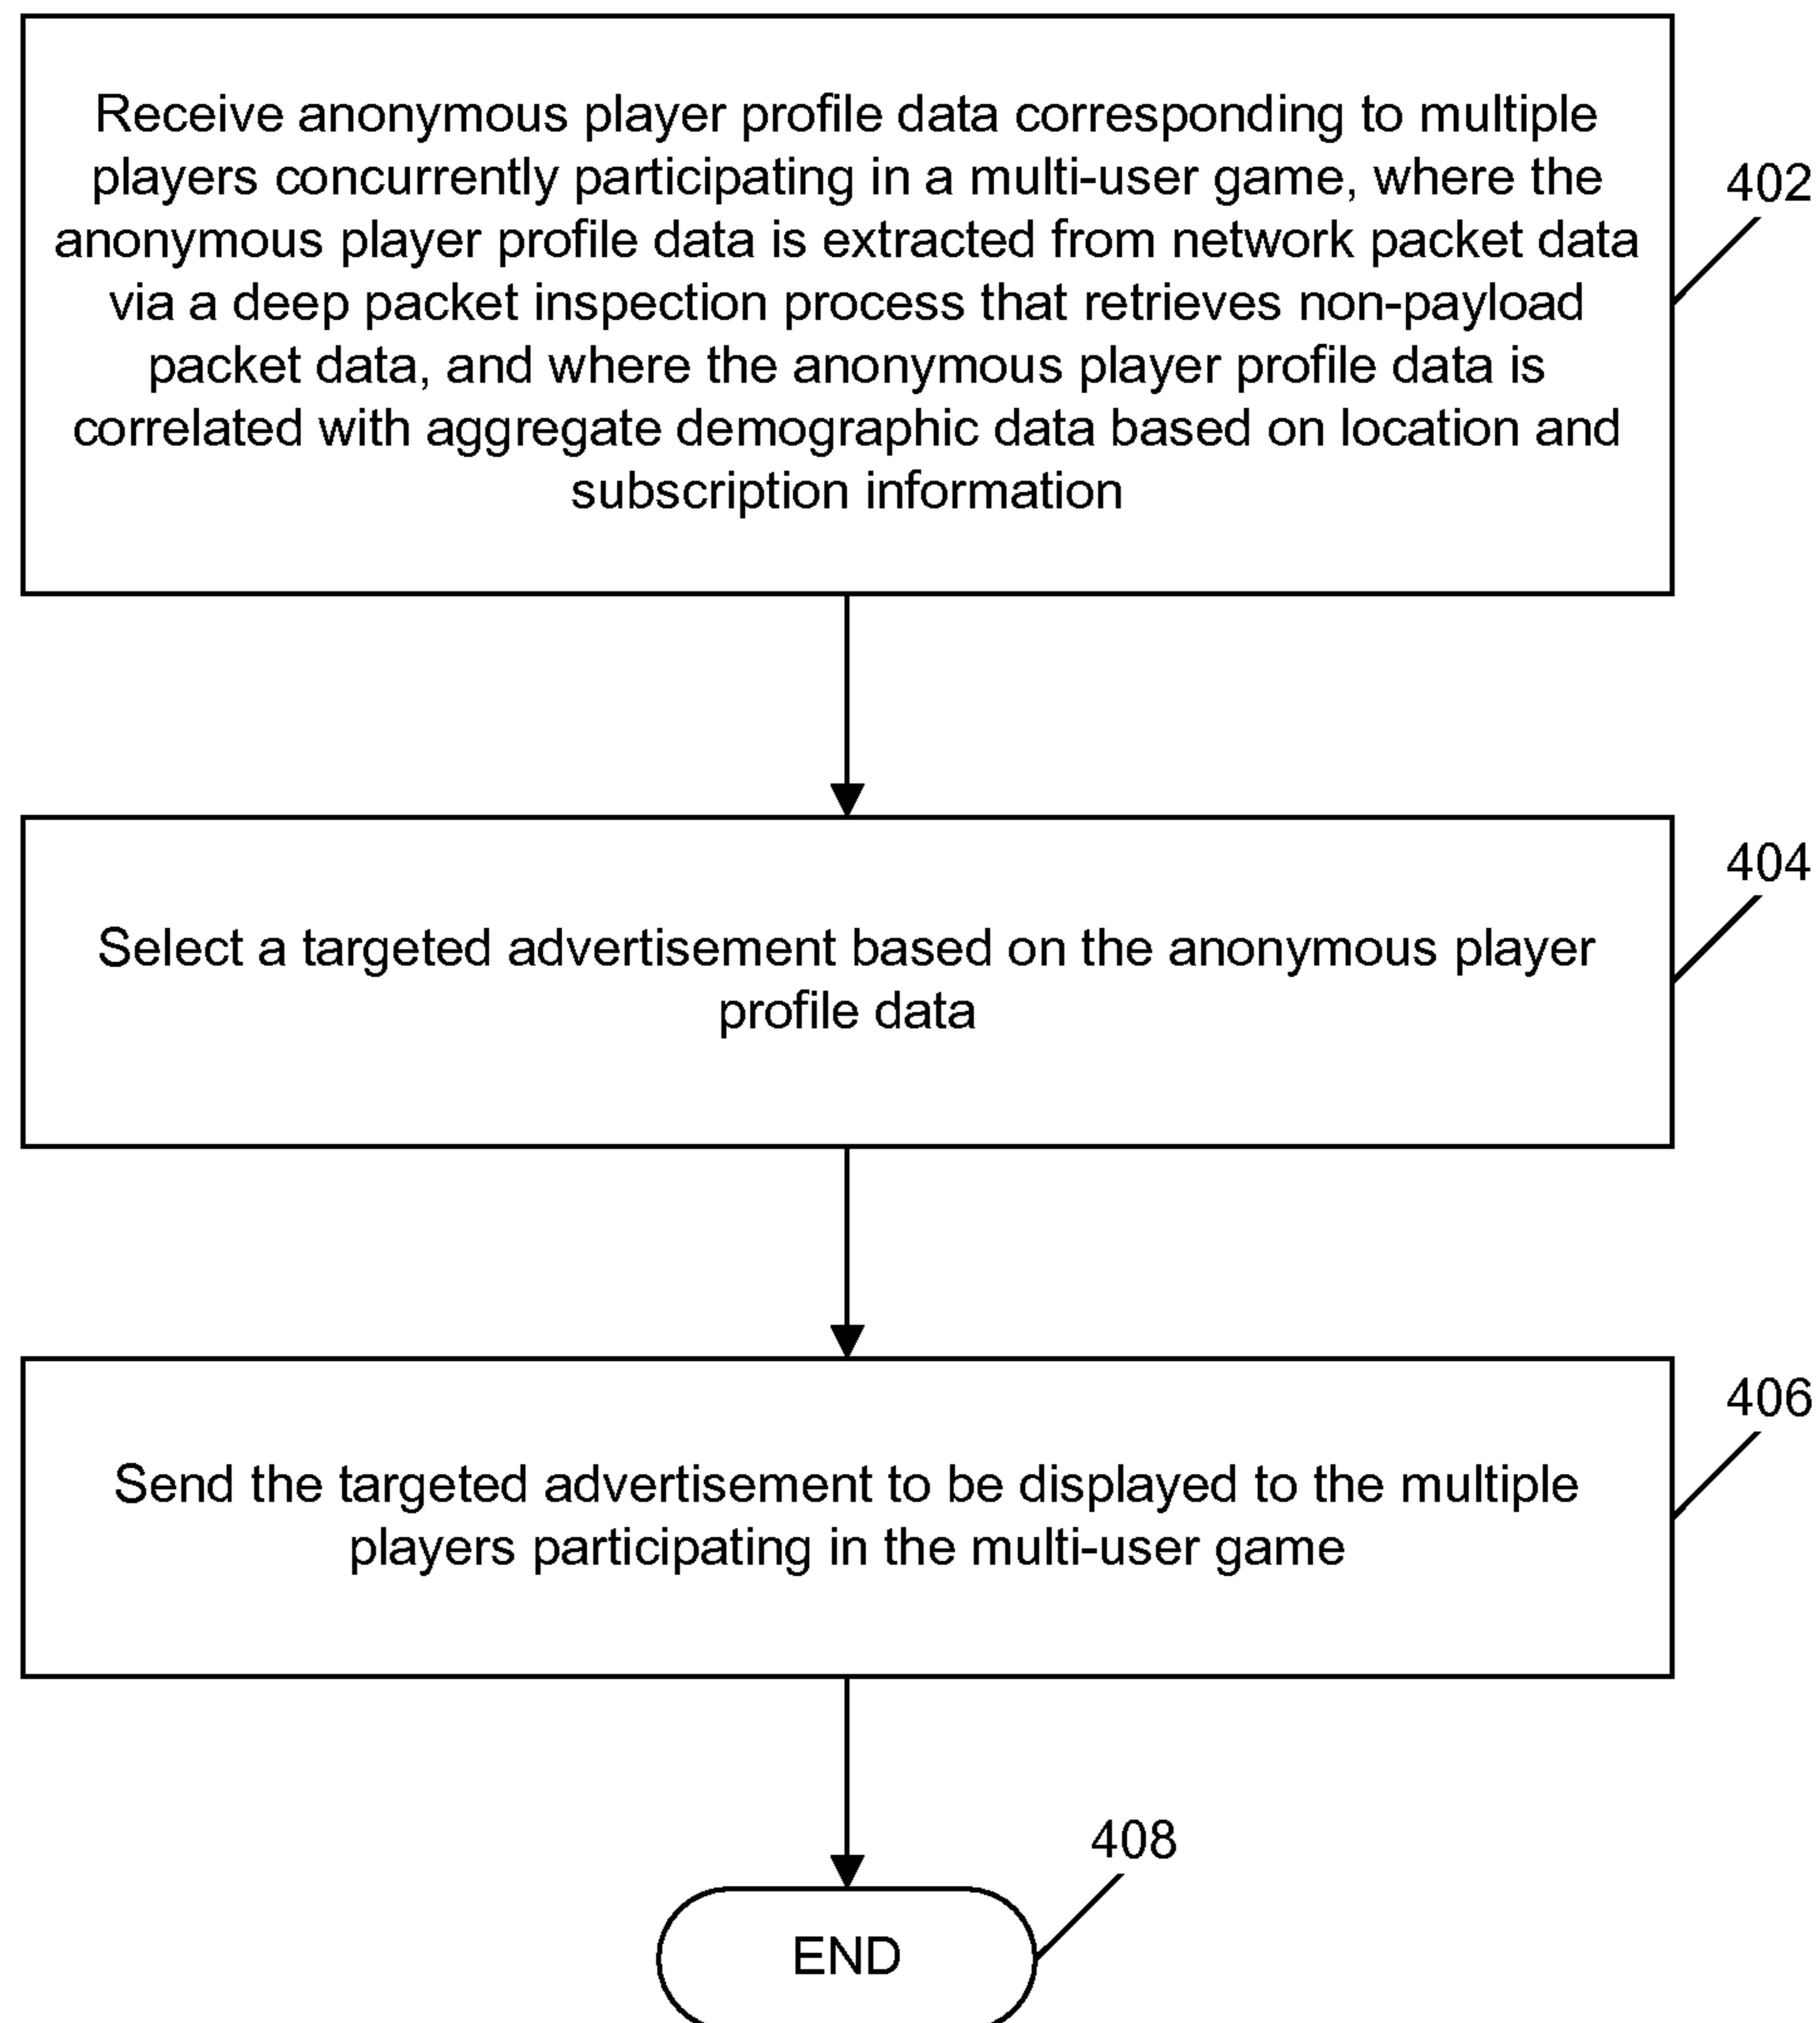 Receive anonymous player profile data corresponding to multiple
players concurrently participating in a multi-user game, where the
anonymous player profile data is extracted from network packet data
via a deep packet inspection process that retrieves non-payload
packet data, and where the anonymous player profile data is
correlated with aggregate demographic data based on location and
subscription information
402
Select a targeted advertisement based on the anonymous player
profile data
404
Send the targeted advertisement to be displayed to the multiple
players participating in the multi-user game
406
END
408